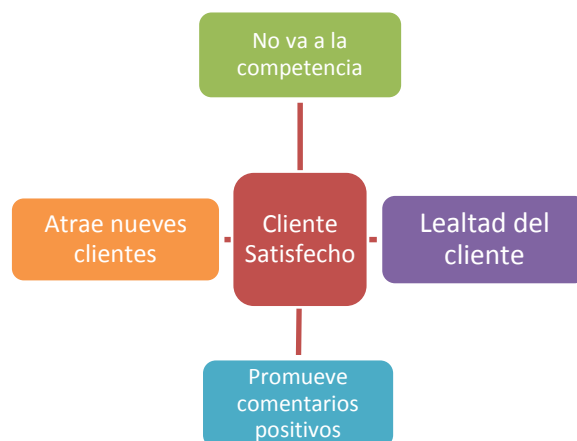 No va a la
competencia
Atrae nueves
clientes
Cliente
Satisfecho
Lealtad del
cliente
Promueve
comentarios
positivos